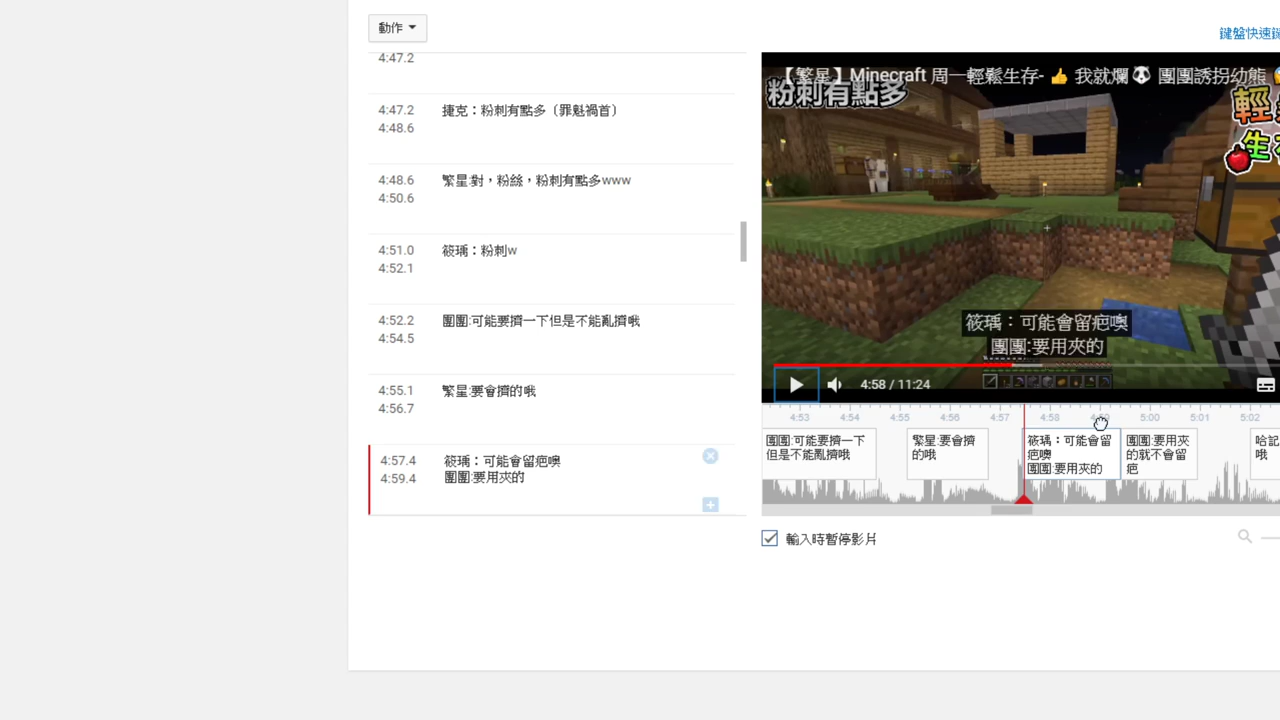 動作
鍵盤快速鍵
4:47.2
4:47.2
捷克：粉刺有點多〔罪魁禍首〕
4:48.6
4:48.6
繁星:對，粉絲，粉刺有點多www
4:50.6
4:51.0
筱瑀：粉刺w
4:52.1
4:52.2
團團:可能要擠一下但是不能亂擠哦
4:54.5
4:55.1
繁星:要會擠的哦
4:56.7
4:57.4
筱瑀：可能會留疤噢
4:59.4
團團:要用夾的
【繁星】Minecraft 周一輕鬆生存- 👍 我就爛🐼 團團誘拐幼熊
粉刺有點多
筱瑀：可能會留疤噢
團團:要用夾的
4:58 / 11:24
4:53 4:54 4:55 4:56 4:57 4:58 4:59 5:00 5:01 5:02
團團:可能要擠一下
但是不能亂擠哦
繁星:要會擠
的哦
筱瑀：可能會留
疤噢
團團:要用夾的
團團:要用夾
的就不會留
疤
哈記
哦
輸入時暫停影片